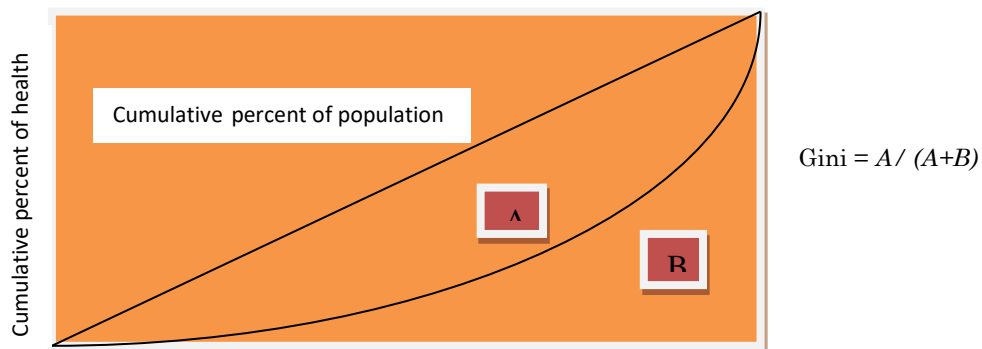 Cumulative percent of health
Cumulative percent of population
A
B
Gini = A/ (A+B)